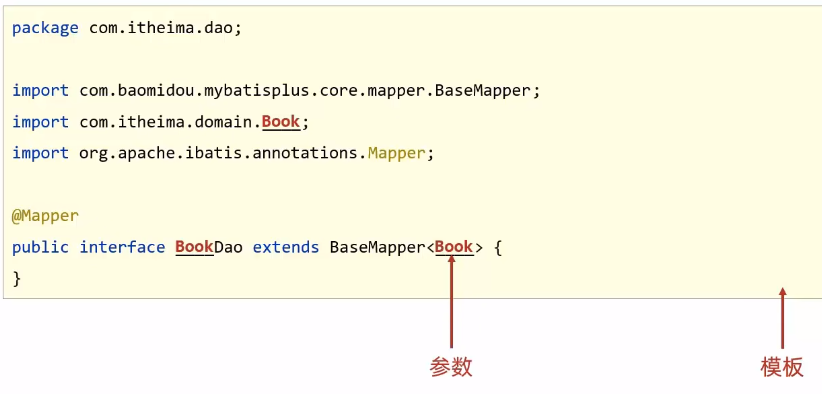 package com.itheima.dao;
import com.baomidou.mybatisplus.core.mapper.BaseMapper;
import com.itheima.domain.Book;
import org.apache.ibatis.annotations.Mapper;
@Mapper
public interface BookDao extends BaseMapper<Book> {
}
参数 模板